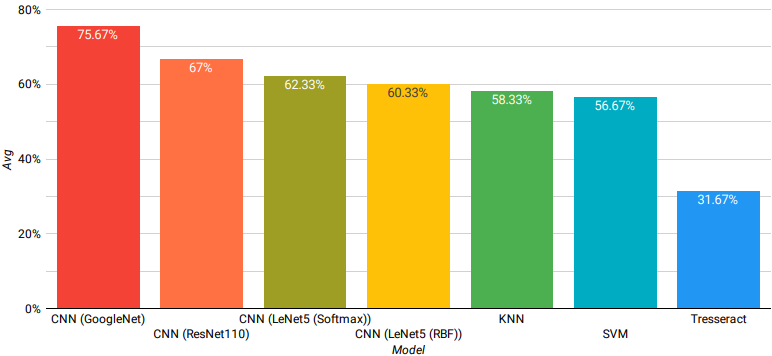 80%
60%
40%
20%
0%
Avg
75.67%
67%
62.33%
60.33%
58.33%
56.67%
31.67%
CNN (GoogleNet)
CNN (ResNet110)
CNN (LeNet5 (Softmax))
CNN (LeNet5 (RBF))
KNN
SVM
Tresseract
Model